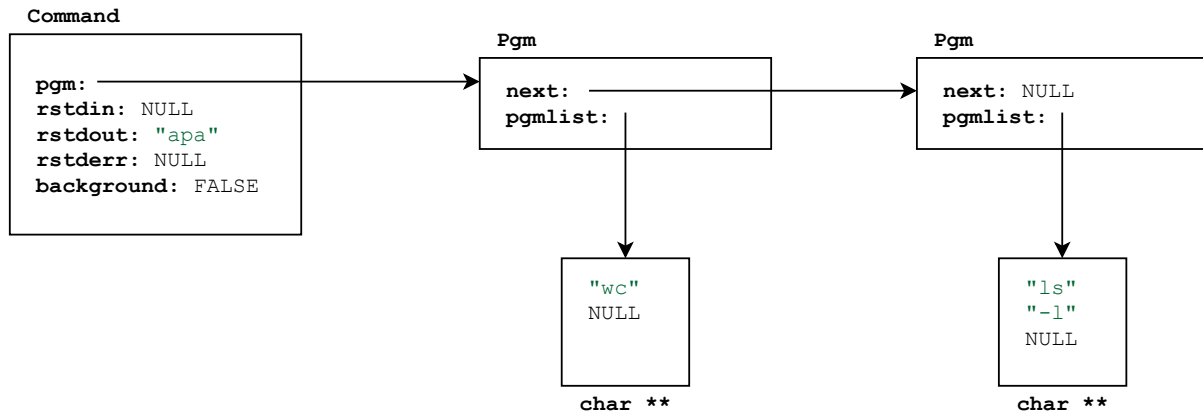 Command
pgm:
rstdin: NULL
rstdout: "apa"
rstderr: NULL
background: FALSE
Pgm
next:
pgmlist:
"wc"
NULL
char **
Pgm
next: NULL
pgmlist:
"ls"
"-l"
NULL
char **